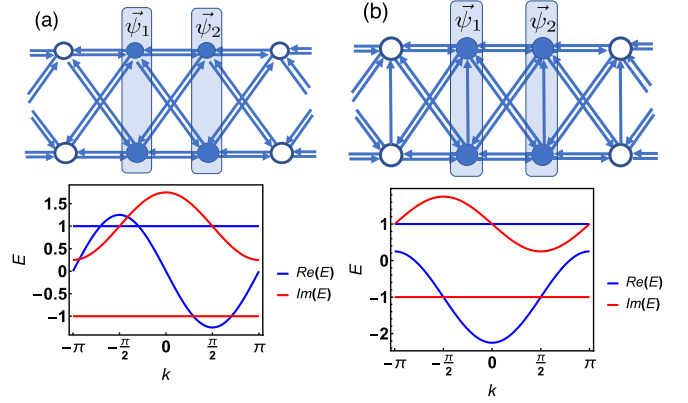 (a)
ψ⃗₁ ψ⃗₂
(b)
ψ⃗₁ ψ⃗₂
E
1.5
1
0.5
0
−0.5
−1
−π −π/2 0 π/2 π
k
Re(E)
Im(E)
E
1
0
−1
−2
−π −π/2 0 π/2 π
k
Re(E)
Im(E)